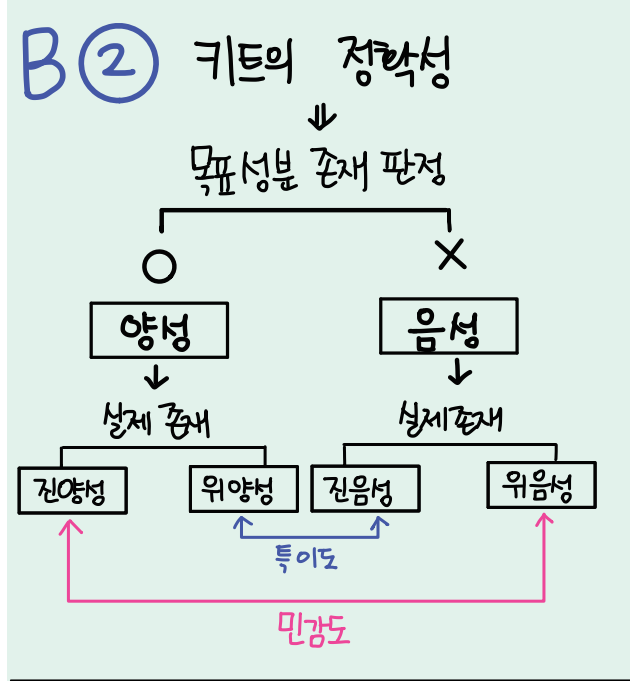 B ② 키트의 정확성
⇓
목표성분 존재 판정
○ ×
양성 음성
실제 존재 실제존재
진양성 위양성 진음성 위음성
특이도
민감도